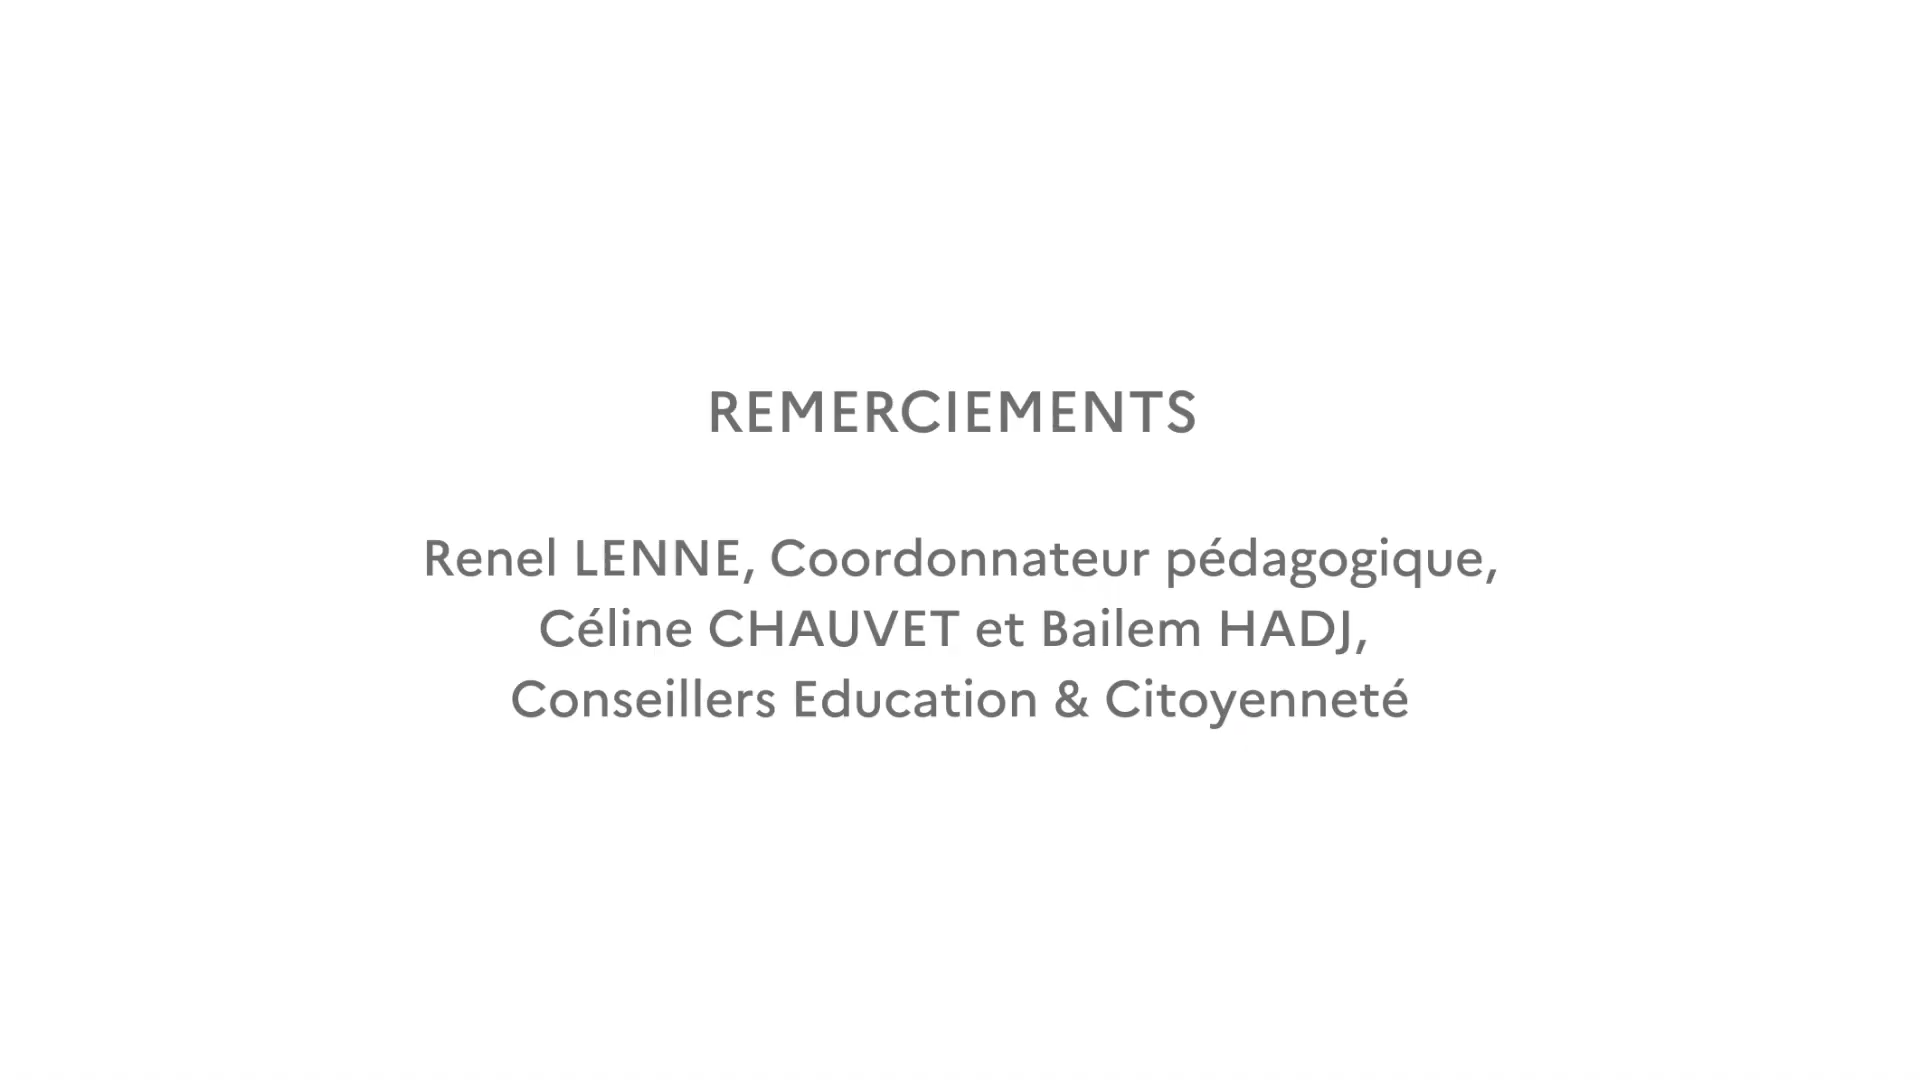 REMERCIEMENTS
Renel LENNE, Coordonnateur pédagogique,
Céline CHAUVET et Bailem HADJ,
Conseillers Education & Citoyenneté